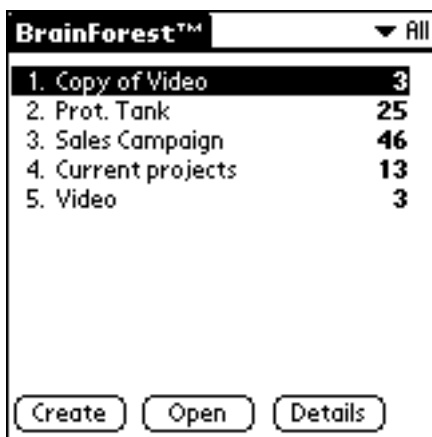 BrainForest™ All
1. Copy of Video 3
2. Prot. Tank 25
3. Sales Campaign 46
4. Current projects 13
5. Video 3
Create Open Details